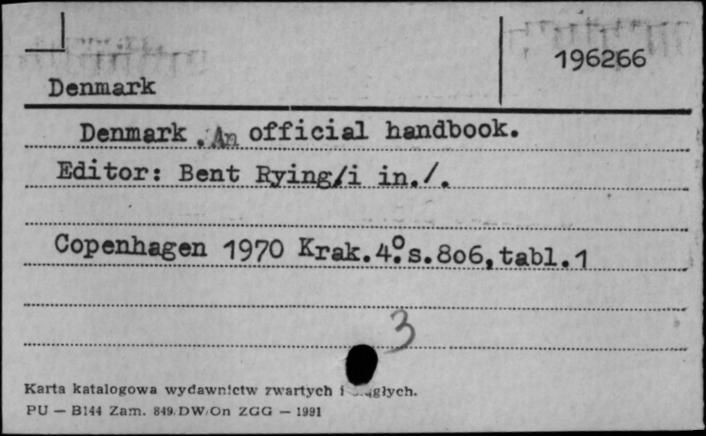 196266
Denmark
Denmark. An official handbook.
Editor: Bent Rying/i in./.
Copenhagen 1970 Krak. 4°. s. 806, tabl. 1
3
Karta katalogowa wydawnictw zwartych i
PU — B144 Zam. 849. DW/On ZGG — 1991